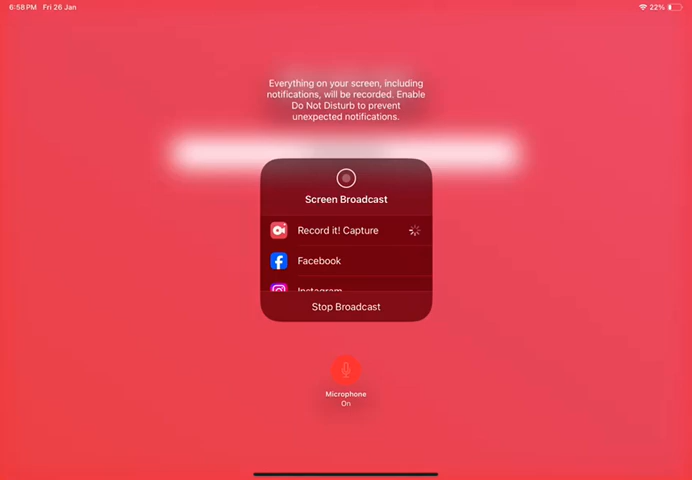 6:58 PM Fri 26 Jan
22%
Everything on your screen, including
notifications, will be recorded. Enable
Do Not Disturb to prevent
unexpected notifications.
Screen Broadcast
Record it! Capture
Facebook
Instagram
Stop Broadcast
Microphone
On